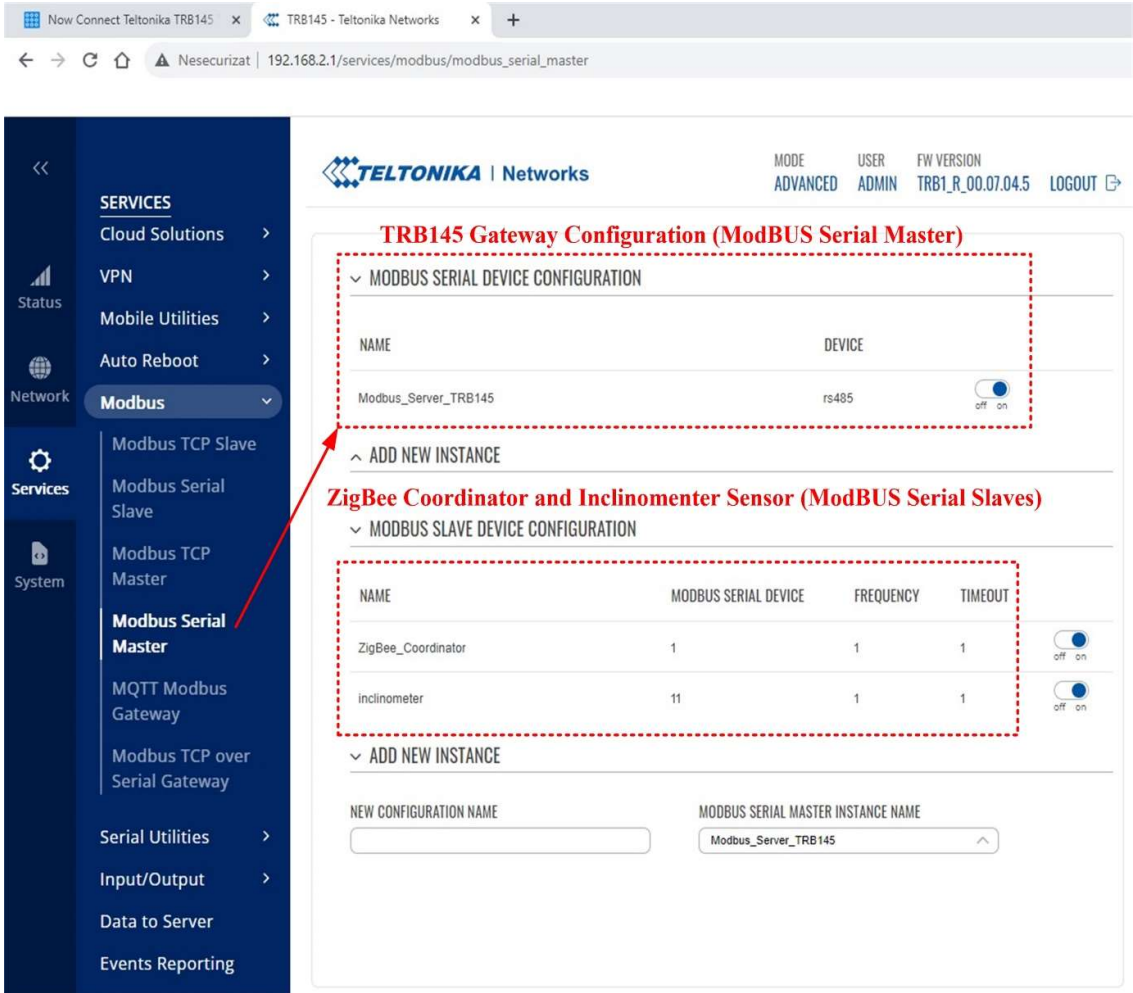 Now Connect Teltonika TRB145
TRB145 - Teltonika Networks
Nesecurizat | 192.168.2.1/services/modbus/modbus_serial_master
TELTONIKA | Networks
MODE USER FW VERSION
ADVANCED ADMIN TRB1_R_00.07.04.5 LOGOUT
SERVICES
Cloud Solutions
VPN
Mobile Utilities
Auto Reboot
Modbus
Modbus TCP Slave
Modbus Serial
Slave
Modbus TCP
Master
Modbus Serial
Master
MQTT Modbus
Gateway
Modbus TCP over
Serial Gateway
Serial Utilities
Input/Output
Data to Server
Events Reporting
Status
Network
Services
System
TRB145 Gateway Configuration (ModBUS Serial Master)
MODBUS SERIAL DEVICE CONFIGURATION
NAME DEVICE
Modbus_Server_TRB145 rs485 off on
ADD NEW INSTANCE
ZigBee Coordinator and Inclinomenter Sensor (ModBUS Serial Slaves)
MODBUS SLAVE DEVICE CONFIGURATION
NAME MODBUS SERIAL DEVICE FREQUENCY TIMEOUT
ZigBee_Coordinator 1 1 1 off on
inclinometer 11 1 1 off on
ADD NEW INSTANCE
NEW CONFIGURATION NAME MODBUS SERIAL MASTER INSTANCE NAME
Modbus_Server_TRB145